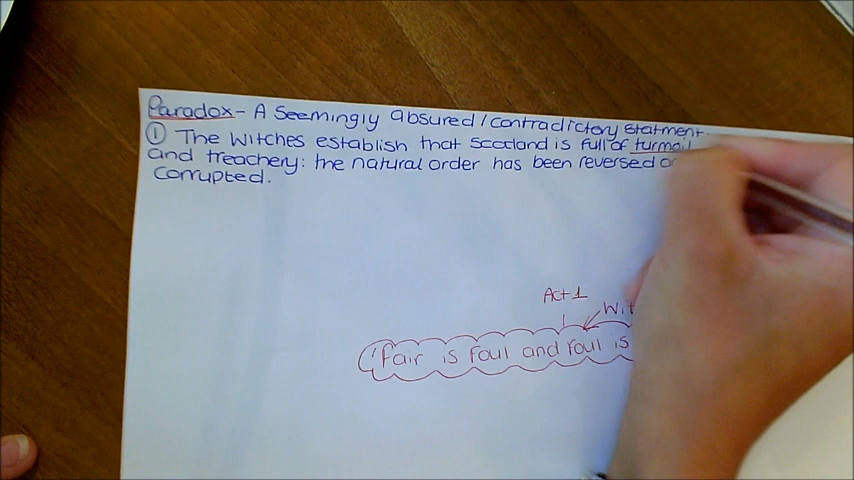 Paradox - A Seemingly absured / contradictory statment.
① The Witches establish that Scotland is full of turmoil
and treachery: the natural order has been reversed
corrupted.
Act 1
'Fair is Foul and Foul is